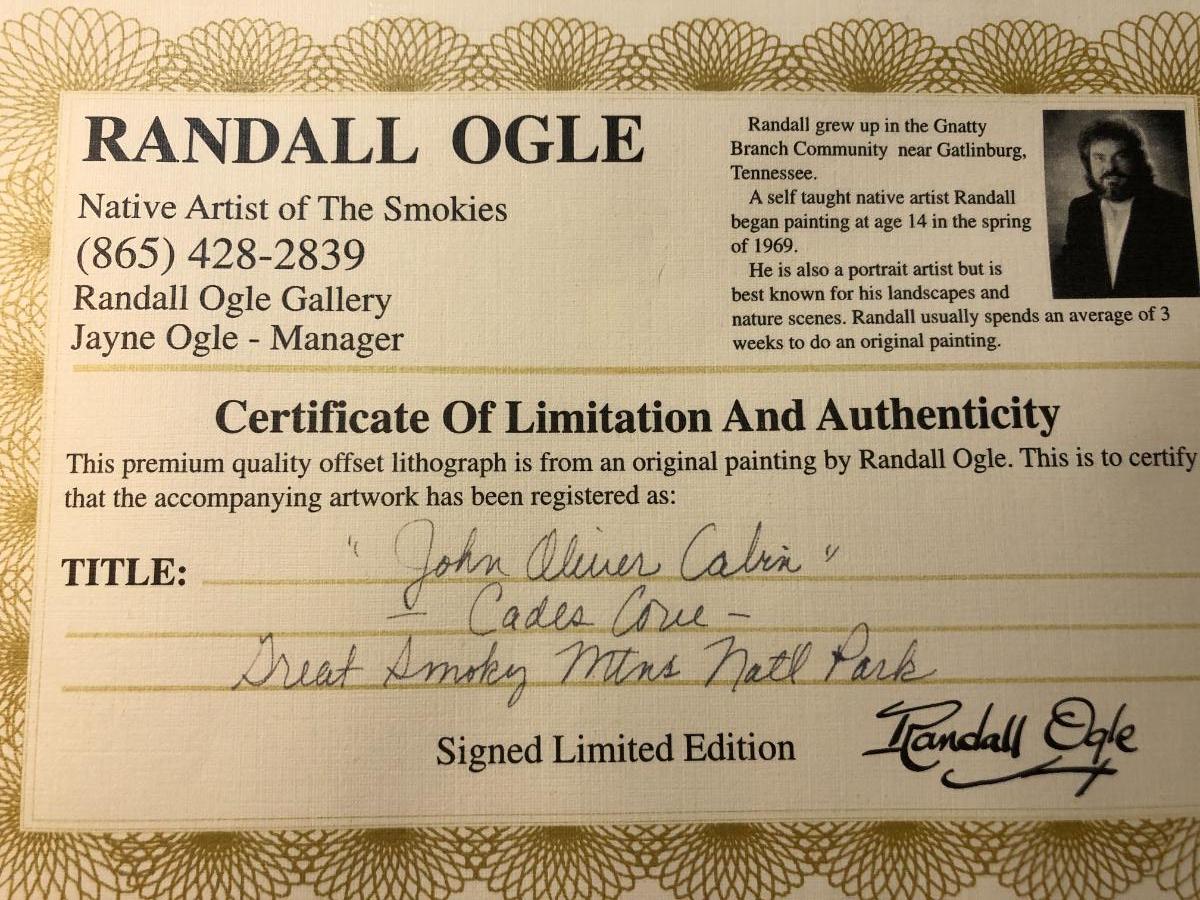 RANDALL OGLE
Native Artist of The Smokies
(865) 428-2839
Randall Ogle Gallery
Jayne Ogle - Manager
Randall grew up in the Gnatty
Branch Community near Gatlinburg,
Tennessee.
A self taught native artist Randall
began painting at age 14 in the spring
of 1969.
He is also a portrait artist but is
best known for his landscapes and
nature scenes. Randall usually spends an average of 3
weeks to do an original painting.
Certificate Of Limitation And Authenticity
This premium quality offset lithograph is from an original painting by Randall Ogle. This is to certify
that the accompanying artwork has been registered as:
TITLE: "John Oliver Cabin"
- Cades Cove -
Great Smoky Mtns Natl Park
Signed Limited Edition Randall Ogle